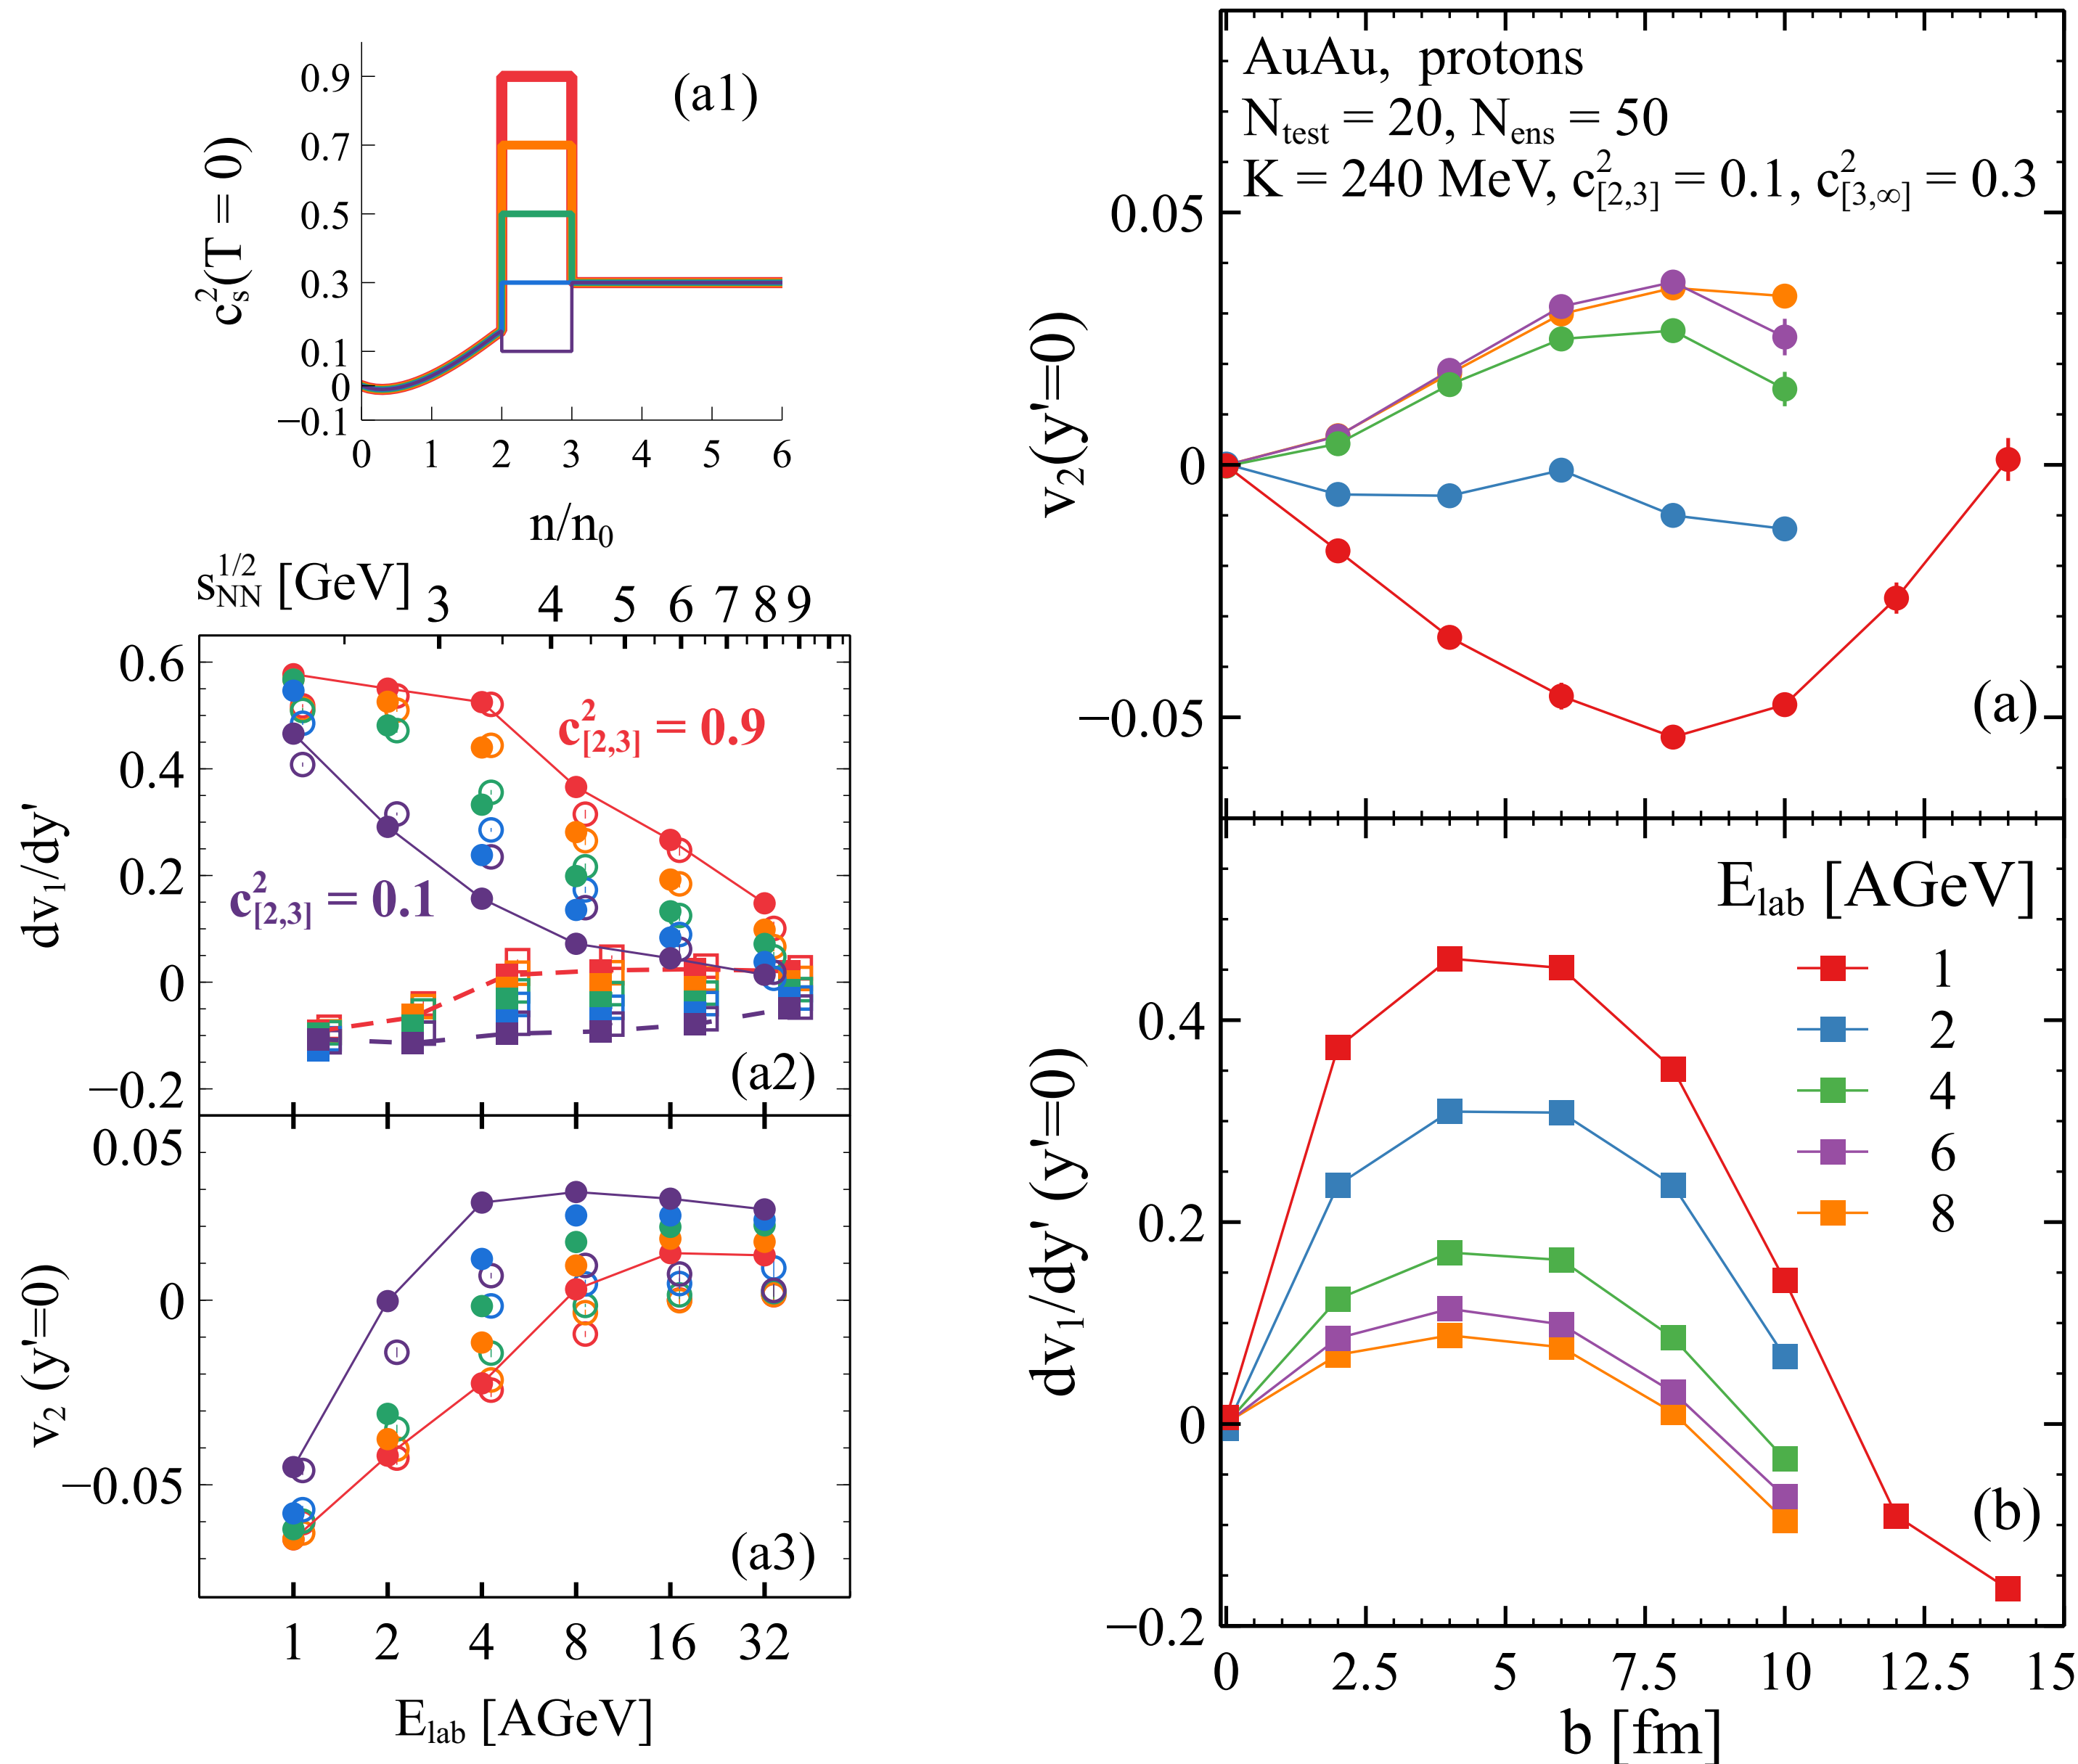 (a1)
c_s^2(T = 0)
0.9
0.7
0.5
0.3
0.1
0
−0.1
0 1 2 3 4 5 6
n/n_0
s_NN^1/2 [GeV] 3 4 5 6 7 8 9
dv_1/dy'
0.6
0.4
0.2
0
−0.2
c^2_[2,3] = 0.9
c^2_[2,3] = 0.1
(a2)
v_2 (y'=0)
0.05
0
−0.05
(a3)
1 2 4 8 16 32
E_lab [AGeV]
AuAu, protons
N_test = 20, N_ens = 50
K = 240 MeV, c^2_[2,3] = 0.1, c^2_[3,∞] = 0.3
v_2(y'=0)
0.05
0
−0.05
(a)
dv_1/dy' (y'=0)
0.4
0.2
0
−0.2
E_lab [AGeV]
1
2
4
6
8
(b)
0 2.5 5 7.5 10 12.5 15
b [fm]